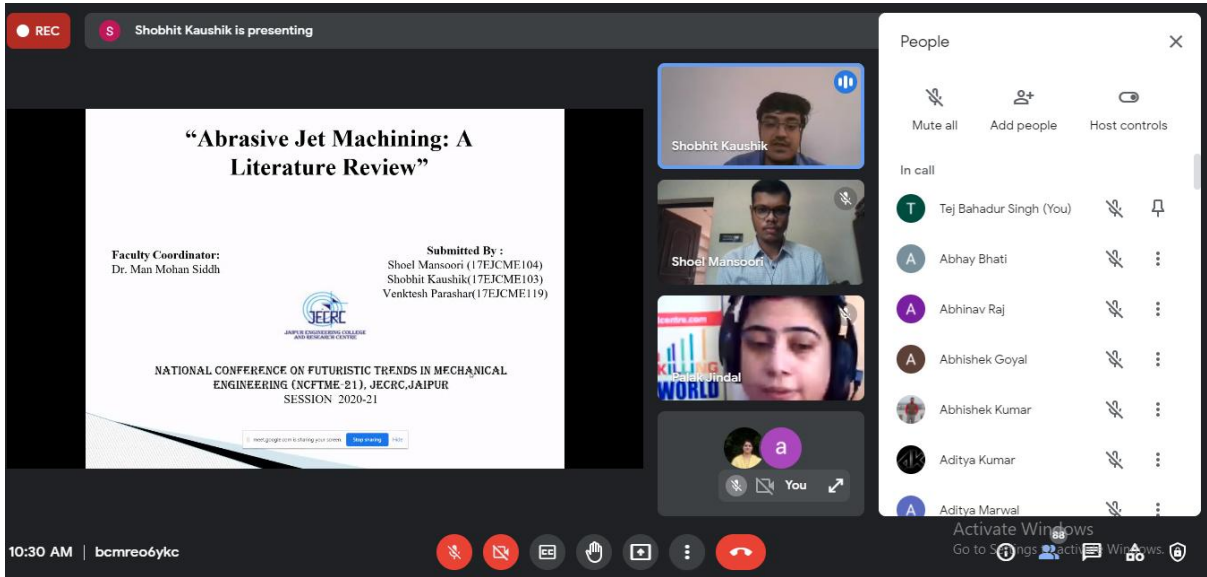 REC
S
Shobhit Kaushik is presenting
“Abrasive Jet Machining: A
Literature Review”
Faculty Coordinator:
Dr. Man Mohan Siddh
Submitted By :
Shoel Mansoori (17EJCME104)
Shobhit Kaushik(17EJCME103)
Venktesh Parashar(17EJCME119)
JECRC
JAIPUR ENGINEERING COLLEGE
AND RESEARCH CENTRE
NATIONAL CONFERENCE ON FUTURISTIC TRENDS IN MECHANICAL
ENGINEERING (NCFTME-21), JECRC,JAIPUR
SESSION 2020-21
meet.google.com is sharing your screen.
Stop sharing
Hide
Shobhit Kaushik
Shoel Mansoori
Palak Jindal
WORLD
a
You
People
Mute all
Add people
Host controls
In call
T
Tej Bahadur Singh (You)
A
Abhay Bhati
A
Abhinav Raj
A
Abhishek Goyal
Abhishek Kumar
Aditya Kumar
A
Aditya Marwal
10:30 AM | bcmreo6ykc
CC
88
Activate Windows
Go to Settings to activate Windows.